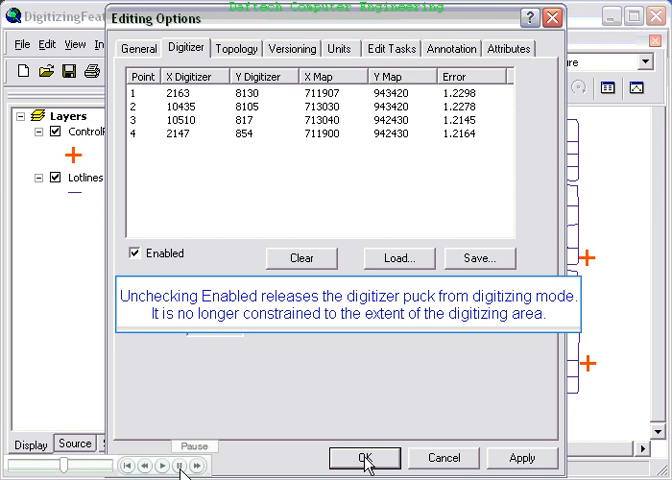 Daftech Computer Engineering
DigitizingFeat
Editing Options
File Edit
General Digitizer Topology Versioning Units Edit Tasks Annotation Attributes
Point X Digitizer Y Digitizer X Map Y Map Error
1 2163 8130 711907 943420 1.2298
2 10435 8105 713030 943420 1.2278
3 10510 817 713040 942430 1.2145
4 2147 854 711900 942430 1.2164
Layers
ControlP
Lotlines
Enabled Clear Load... Save...
Unchecking Enabled releases the digitizer puck from digitizing mode.
It is no longer constrained to the extent of the digitizing area.
Display Source
Pause
OK Cancel Apply